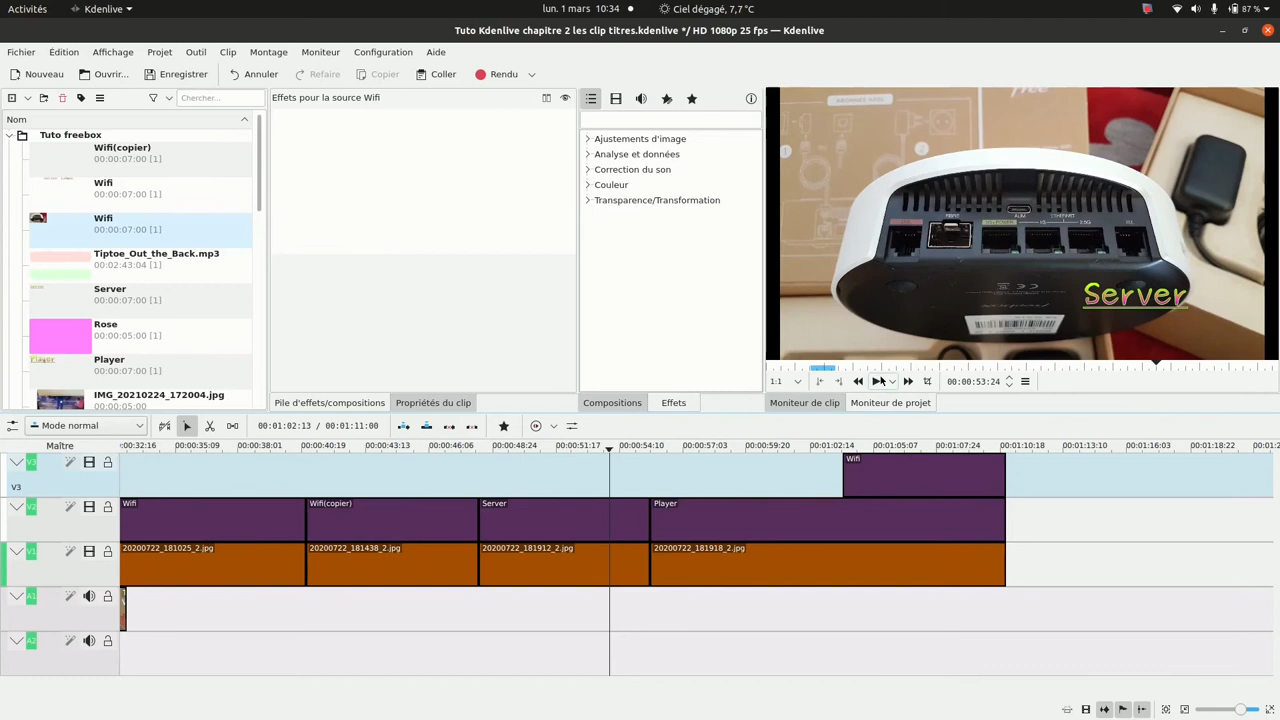 Activités
Kdenlive
lun. 1 mars 10:34
Ciel dégagé, 7,7 °C
87 %
Tuto Kdenlive chapitre 2 les clip titres.kdenlive */ HD 1080p 25 fps — Kdenlive
Fichier Édition Affichage Projet Outil Clip Montage Moniteur Configuration Aide
Nouveau Ouvrir... Enregistrer Annuler Refaire Copier Coller Rendu
Chercher...
Effets pour la source Wifi
Nom
Tuto freebox
Wifi(copier)
00:00:07:00 [1]
Wifi
00:00:07:00 [1]
Wifi
00:00:07:00 [1]
Tiptoe_Out_the_Back.mp3
00:02:43:04 [1]
Server
00:00:07:00 [1]
Rose
00:00:05:00 [1]
Player
00:00:07:00 [1]
IMG_20210224_172004.jpg
00:00:05:00
Ajustements d'image
Analyse et données
Correction du son
Couleur
Transparence/Transformation
free
Server
1:1
00:00:53:24
Pile d'effets/compositions Propriétés du clip
Compositions Effets
Moniteur de clip Moniteur de projet
Mode normal
00:01:02:13 / 00:01:11:00
Maître
00:00:35:09 00:00:38:01 00:00:40:19 00:00:43:13 00:00:46:06 00:00:48:24 00:00:51:17 00:00:54:10 00:00:57:03 00:00:59:20 00:01:02:14 00:01:05:07 00:01:07:24 00:01:10:18 00:01:13:10 00:01:16:03 00:01:18:22
V3
V3
Wifi
V2
Wifi Wifi(copier) Server Player
V1
20200722_181025_2.jpg 20200722_181438_2.jpg 20200722_181912_2.jpg 20200722_181918_2.jpg
A1
A2